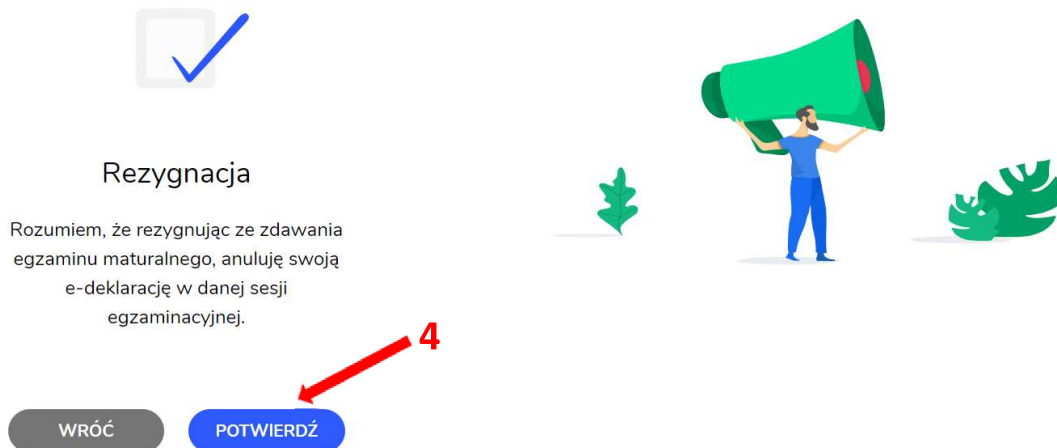 Rezygnacja
Rozumiem, że rezygnując ze zdawania
egzaminu maturalnego, anuluję swoją
e-deklarację w danej sesji
egzaminacyjnej.
4
WRÓĆ
POTWIERDŹ